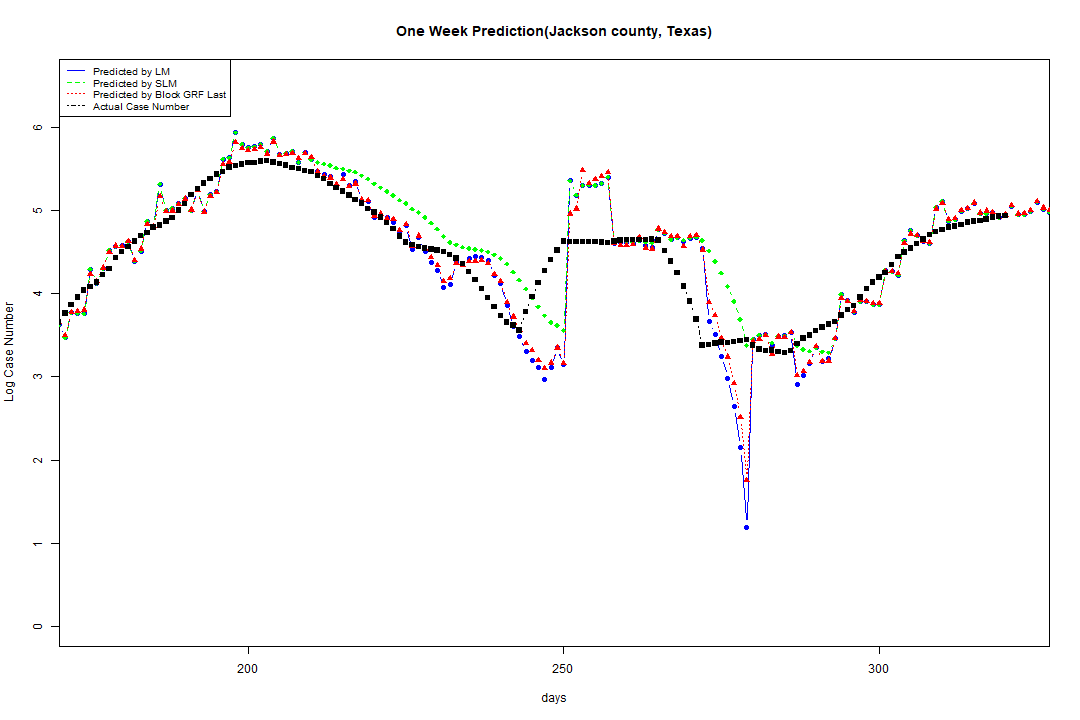 One Week Prediction(Jackson county, Texas)
Predicted by LM
Predicted by SLM
Predicted by Block GRF Last
Actual Case Number
6
5
4
3
2
1
0
Log Case Number
200 250 300
days